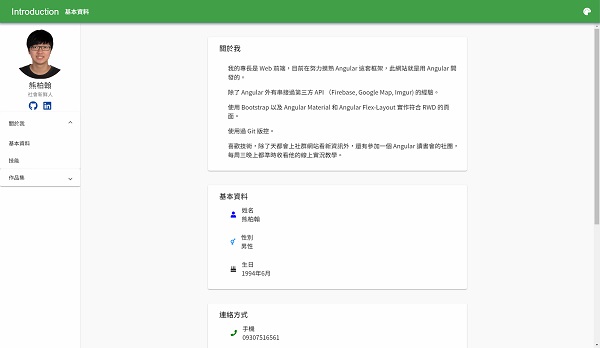 Introduction 基本資料
熊柏翰
社會新鮮人
關於我
基本資料
技能
作品集
關於我
我的專長是 Web 前端，目前在努力摸熟 Angular 這套框架，此網站就是用 Angular 開
發的。
除了 Angular 外有串接過第三方 API （Firebase, Google Map, Imgur) 的經驗。
使用 Bootstrap 以及 Angular Material 和 Angular Flex-Layout 實作符合 RWD 的頁
面。
使用過 Git 版控。
喜歡技術，除了天都會上社群網站看新資訊外，還有參加一個 Angular 讀書會的社團。
每周三晚上都準時收看他的線上實況教學。
基本資料
姓名
熊柏翰
性別
男性
生日
1994年6月
連絡方式
手機
09307516561